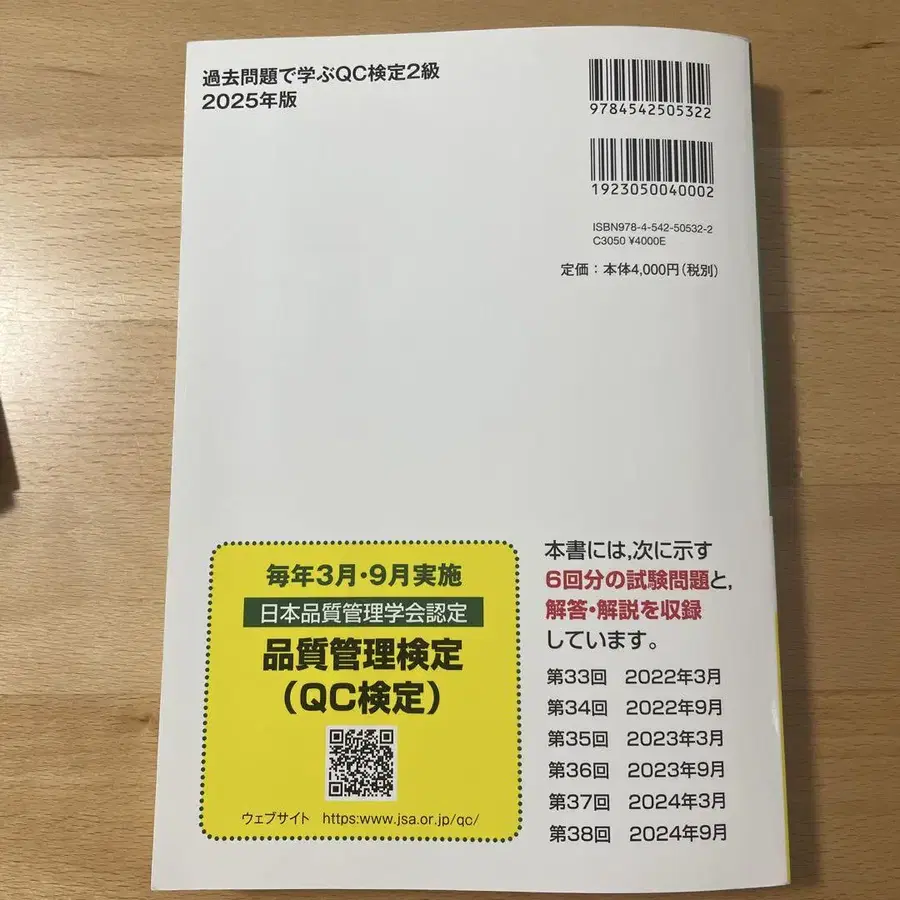 過去問題で学ぶQC検定2級
2025年版
9784542505322
1923050040002
ISBN978-4-542-50532-2
C3050 ¥4000E
定価：本体4,000円(税別)
毎年3月・9月実施
日本品質管理学会認定
品質管理検定
(QC検定)
ウェブサイト https:www.jsa.or.jp/qc/
本書には,次に示す
6回分の試験問題と,
解答・解説を収録
しています。
第33回 2022年3月
第34回 2022年9月
第35回 2023年3月
第36回 2023年9月
第37回 2024年3月
第38回 2024年9月